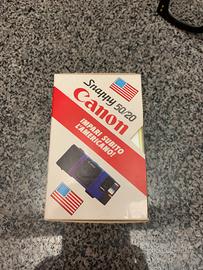 Snappy 50/20
Canon
IMPARI SUBITO
L'AMERICANO!